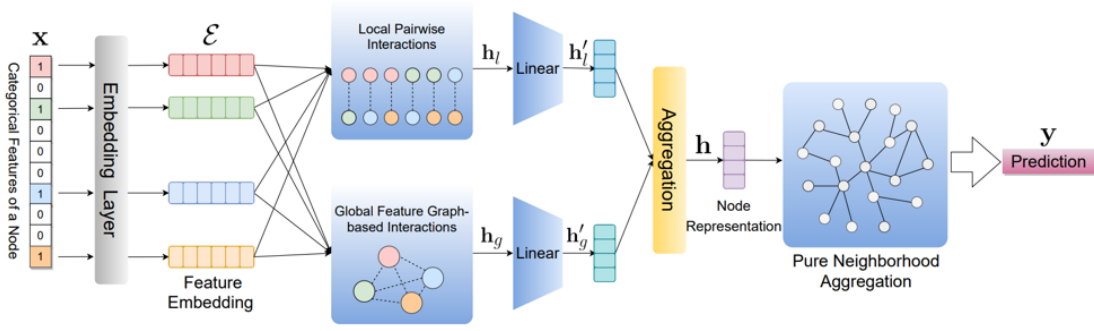 x
Categorical Features of a Node
1
0
1
0
0
0
1
0
0
1
Embedding Layer
ℰ
Feature
Embedding
Local Pairwise
Interactions
Global Feature Graph-
based Interactions
h_l
Linear
h'_l
h_g
Linear
h'_g
Aggregation
h
Node
Representation
Pure Neighborhood
Aggregation
y
Prediction